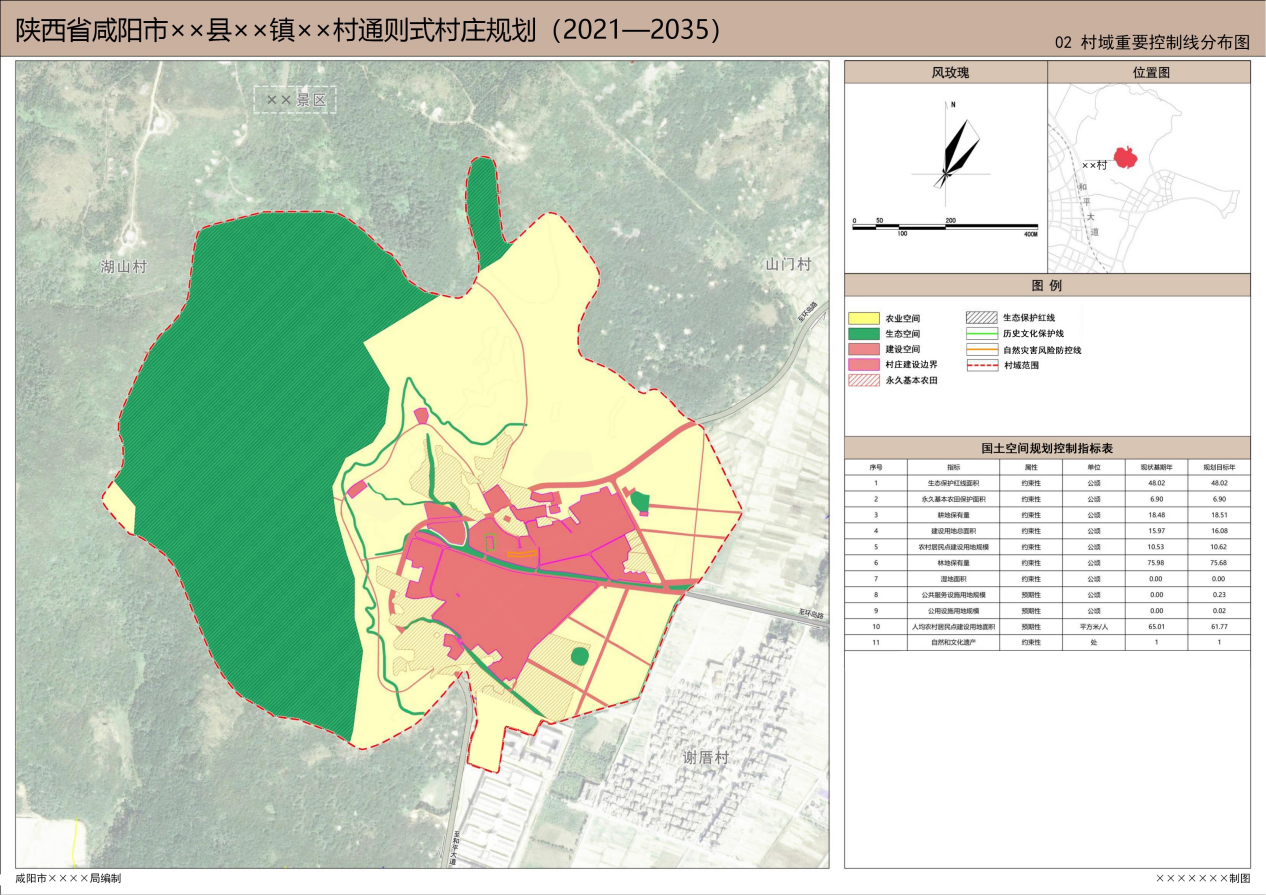 陕西省咸阳市××县××镇××村通则式村庄规划（2021—2035）
02 村域重要控制线分布图
××景区
湖山村
山门村
至环岛路
至环岛路
谢厝村
至和平大道
风玫瑰
位置图
N
0 50 200
100 400M
××村
和平大道
图 例
农业空间
生态空间
建设空间
村庄建设边界
永久基本农田
生态保护红线
历史文化保护线
自然灾害风险防控线
村域范围
国土空间规划控制指标表
序号 指标 属性 单位 现状基期年 规划目标年
1 生态保护红线面积 约束性 公顷 48.02 48.02
2 永久基本农田保护面积 约束性 公顷 6.90 6.90
3 耕地保有量 约束性 公顷 18.48 18.51
4 建设用地总面积 约束性 公顷 15.97 16.08
5 农村居民点建设用地规模 约束性 公顷 10.53 10.62
6 林地保有量 约束性 公顷 75.98 75.68
7 湿地面积 约束性 公顷 0.00 0.00
8 公共服务设施用地规模 预期性 公顷 0.00 0.23
9 公用设施用地规模 预期性 公顷 0.00 0.02
10 人均农村居民点建设用地面积 预期性 平方米/人 65.01 61.77
11 自然和文化遗产 约束性 处 1 1
咸阳市××××局编制
×××××××制图